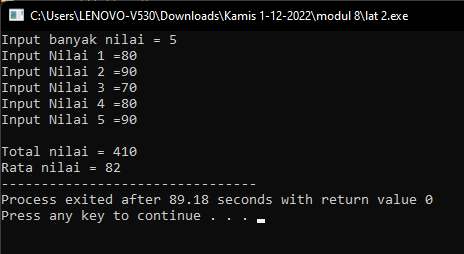 C:\Users\LENOVO-V530\Downloads\Kamis 1-12-2022\modul 8\lat 2.exe
Input banyak nilai = 5
Input Nilai 1 =80
Input Nilai 2 =90
Input Nilai 3 =70
Input Nilai 4 =80
Input Nilai 5 =90
Total nilai = 410
Rata nilai = 82
--------------------------------
Process exited after 89.18 seconds with return value 0
Press any key to continue . . .